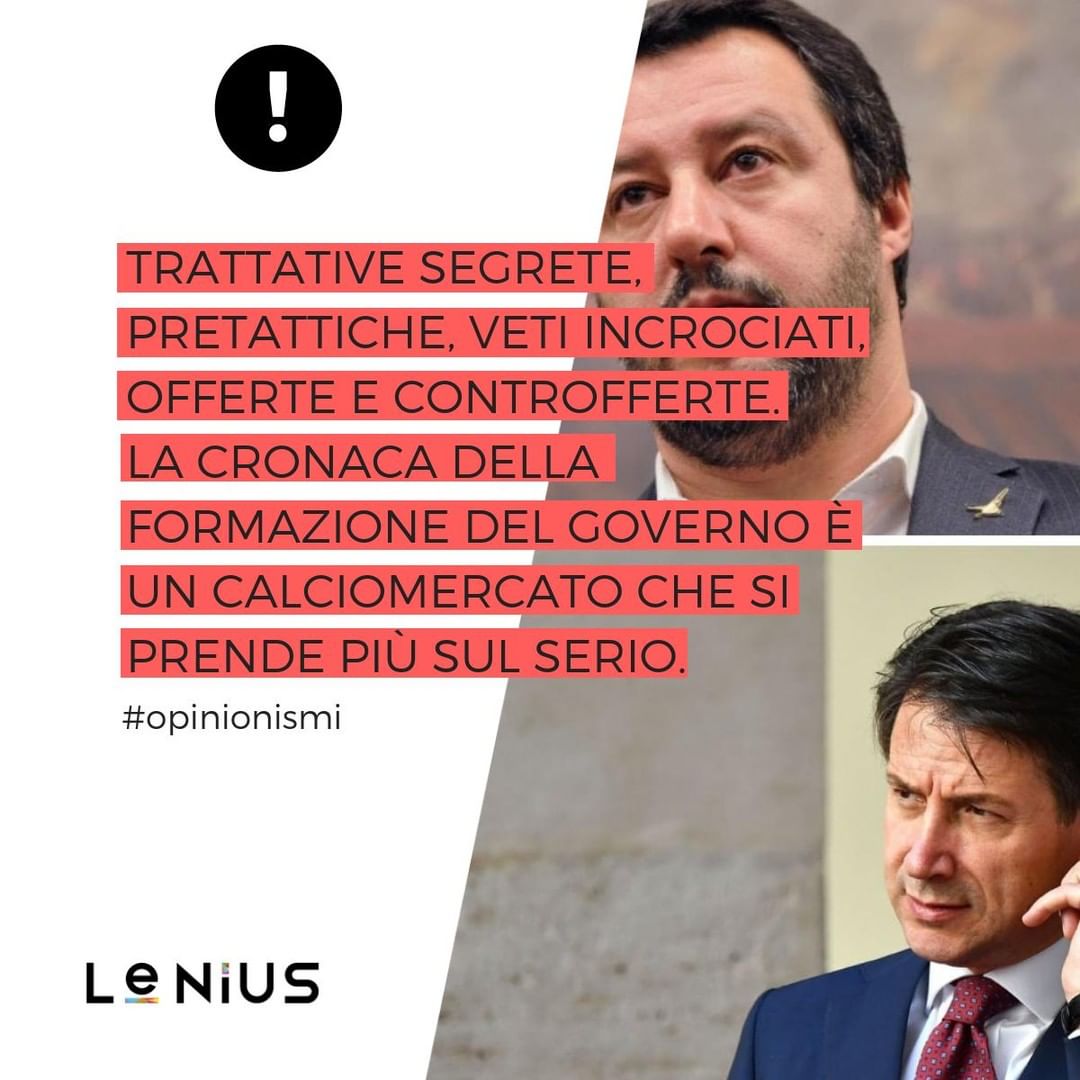 !
TRATTATIVE SEGRETE,
PRETATTICHE, VETI INCROCIATI,
OFFERTE E CONTROFFERTE.
LA CRONACA DELLA
FORMAZIONE DEL GOVERNO È
UN CALCIOMERCATO CHE SI
PRENDE PIÙ SUL SERIO.
#opinionismi
LeNiUS